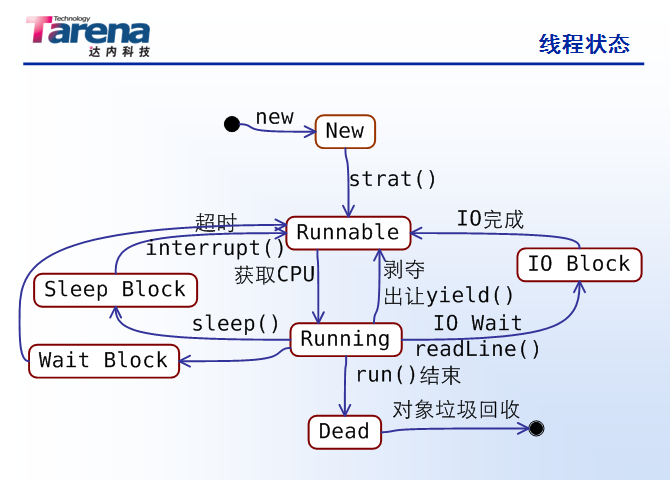 Technology
Tarena
达内科技
线程状态
new
New
strat()
超时
Runnable
IO完成
interrupt()
获取CPU
剥夺
出让yield()
IO Block
Sleep Block
sleep()
Running
IO Wait
readLine()
Wait Block
run()结束
Dead
对象垃圾回收